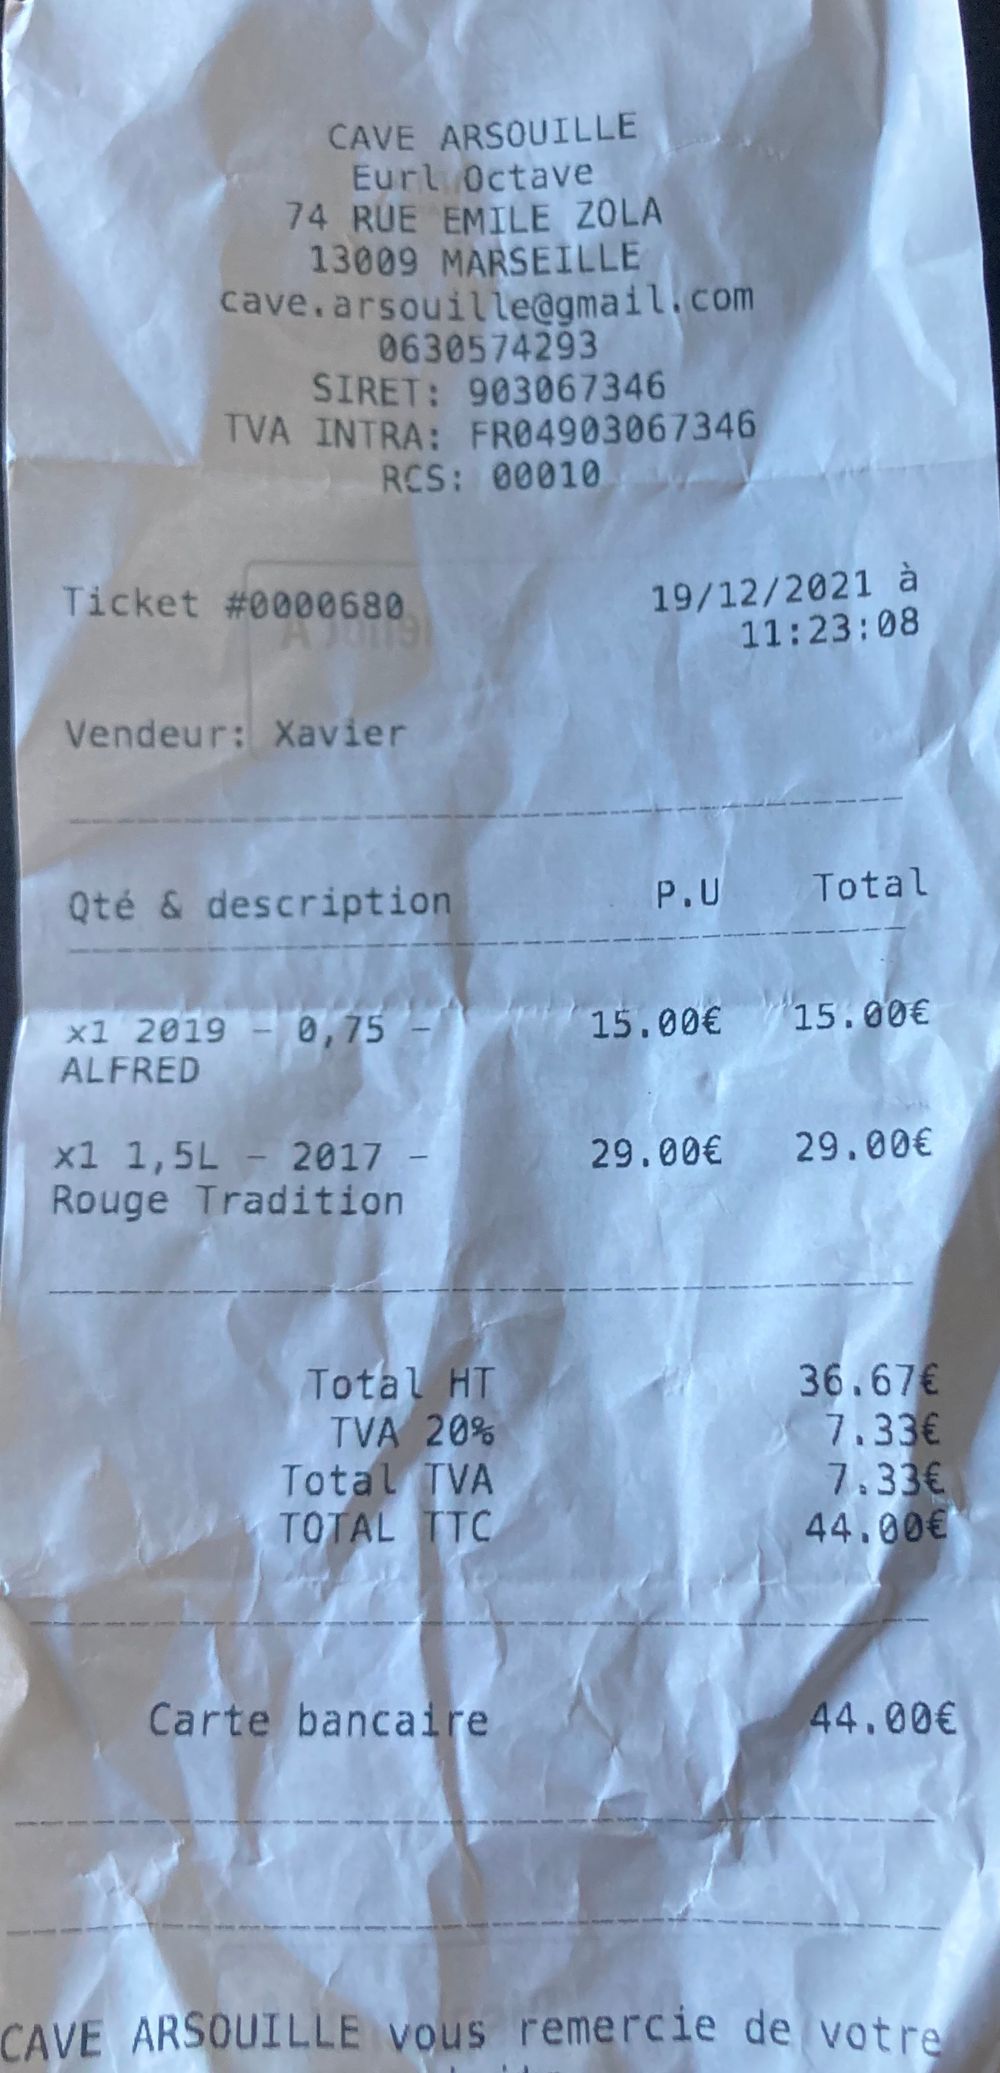 CAVE ARSOUILLE
Eurl Octave
74 RUE EMILE ZOLA
13009 MARSEILLE
cave.arsouille@gmail.com
0630574293
SIRET: 903067346
TVA INTRA: FR04903067346
RCS: 00010
Ticket #0000680 19/12/2021 à
11:23:08
Vendeur: Xavier
Qté & description P.U Total
x1 2019 - 0,75 - 15.00€ 15.00€
ALFRED
x1 1,5L - 2017 - 29.00€ 29.00€
Rouge Tradition
Total HT 36.67€
TVA 20% 7.33€
Total TVA 7.33€
TOTAL TTC 44.00€
Carte bancaire 44.00€
CAVE ARSOUILLE vous remercie de votre